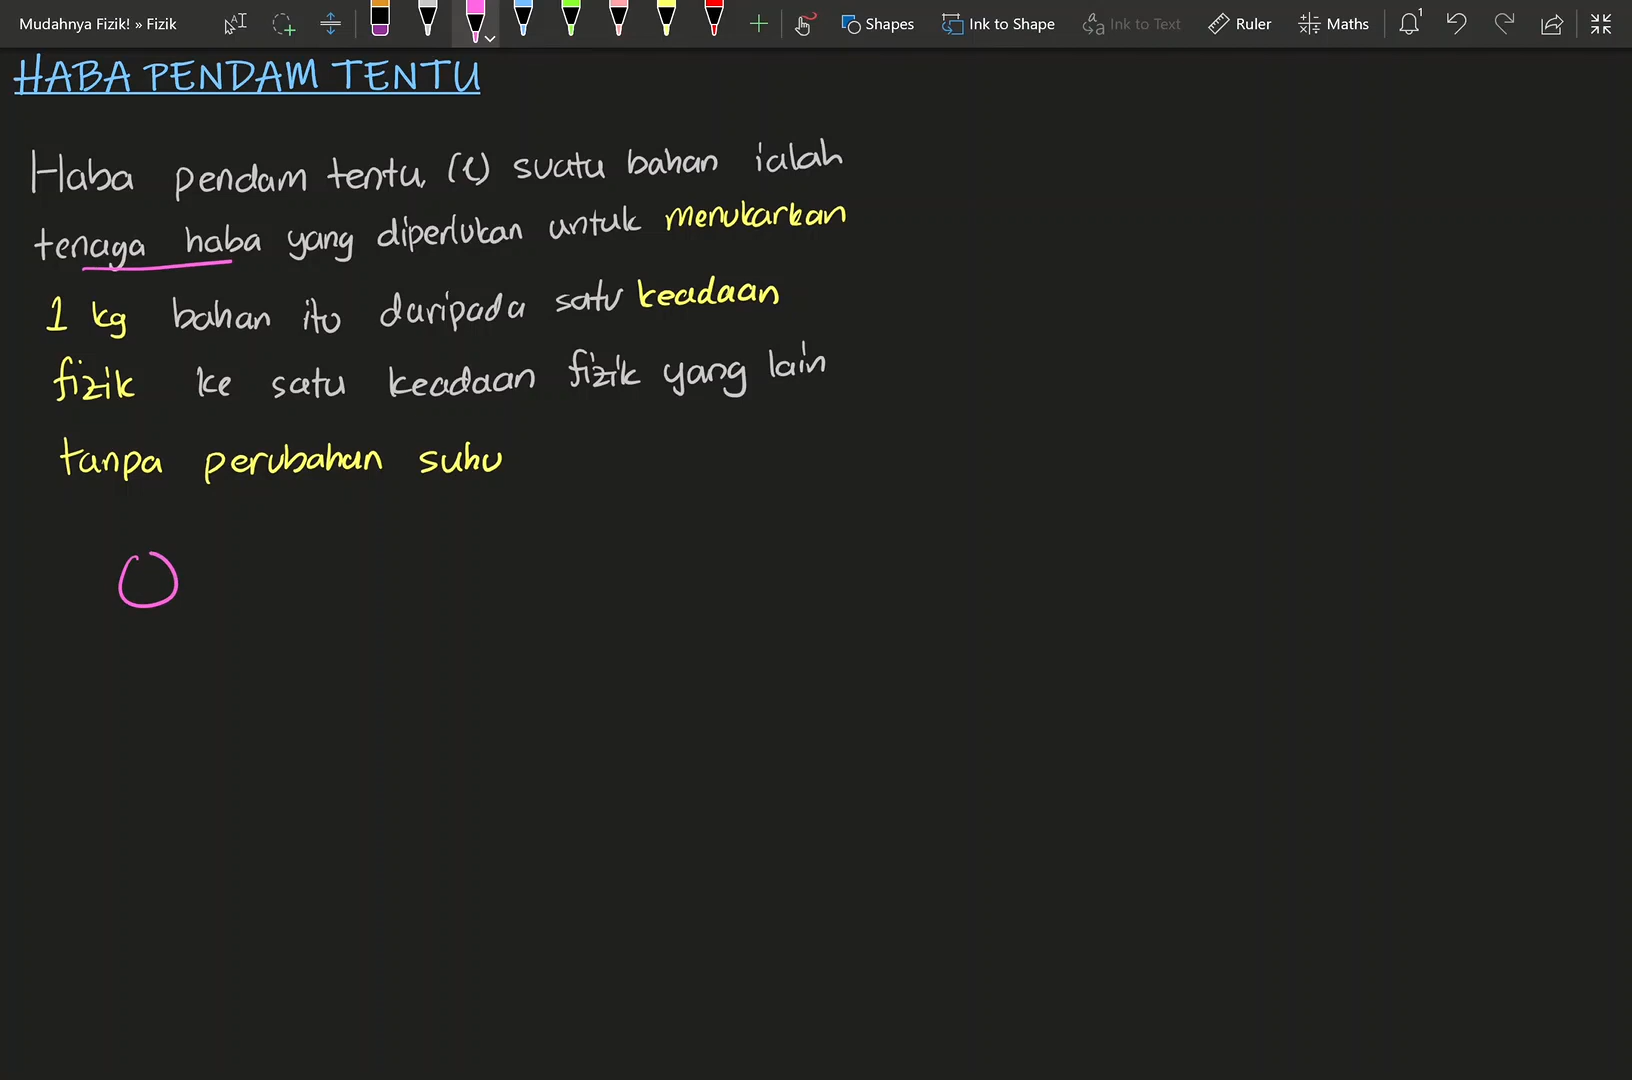 Mudahnya Fizik! » Fizik
Shapes
Ink to Shape
Ink to Text
Ruler
Maths
1
HABA PENDAM TENTU
Haba pendam tentu, (l) suatu bahan ialah
tenaga haba yang diperlukan untuk menukarkan
1 kg bahan itu daripada satu keadaan
fizik ke satu keadaan fizik yang lain
tanpa perubahan suhu